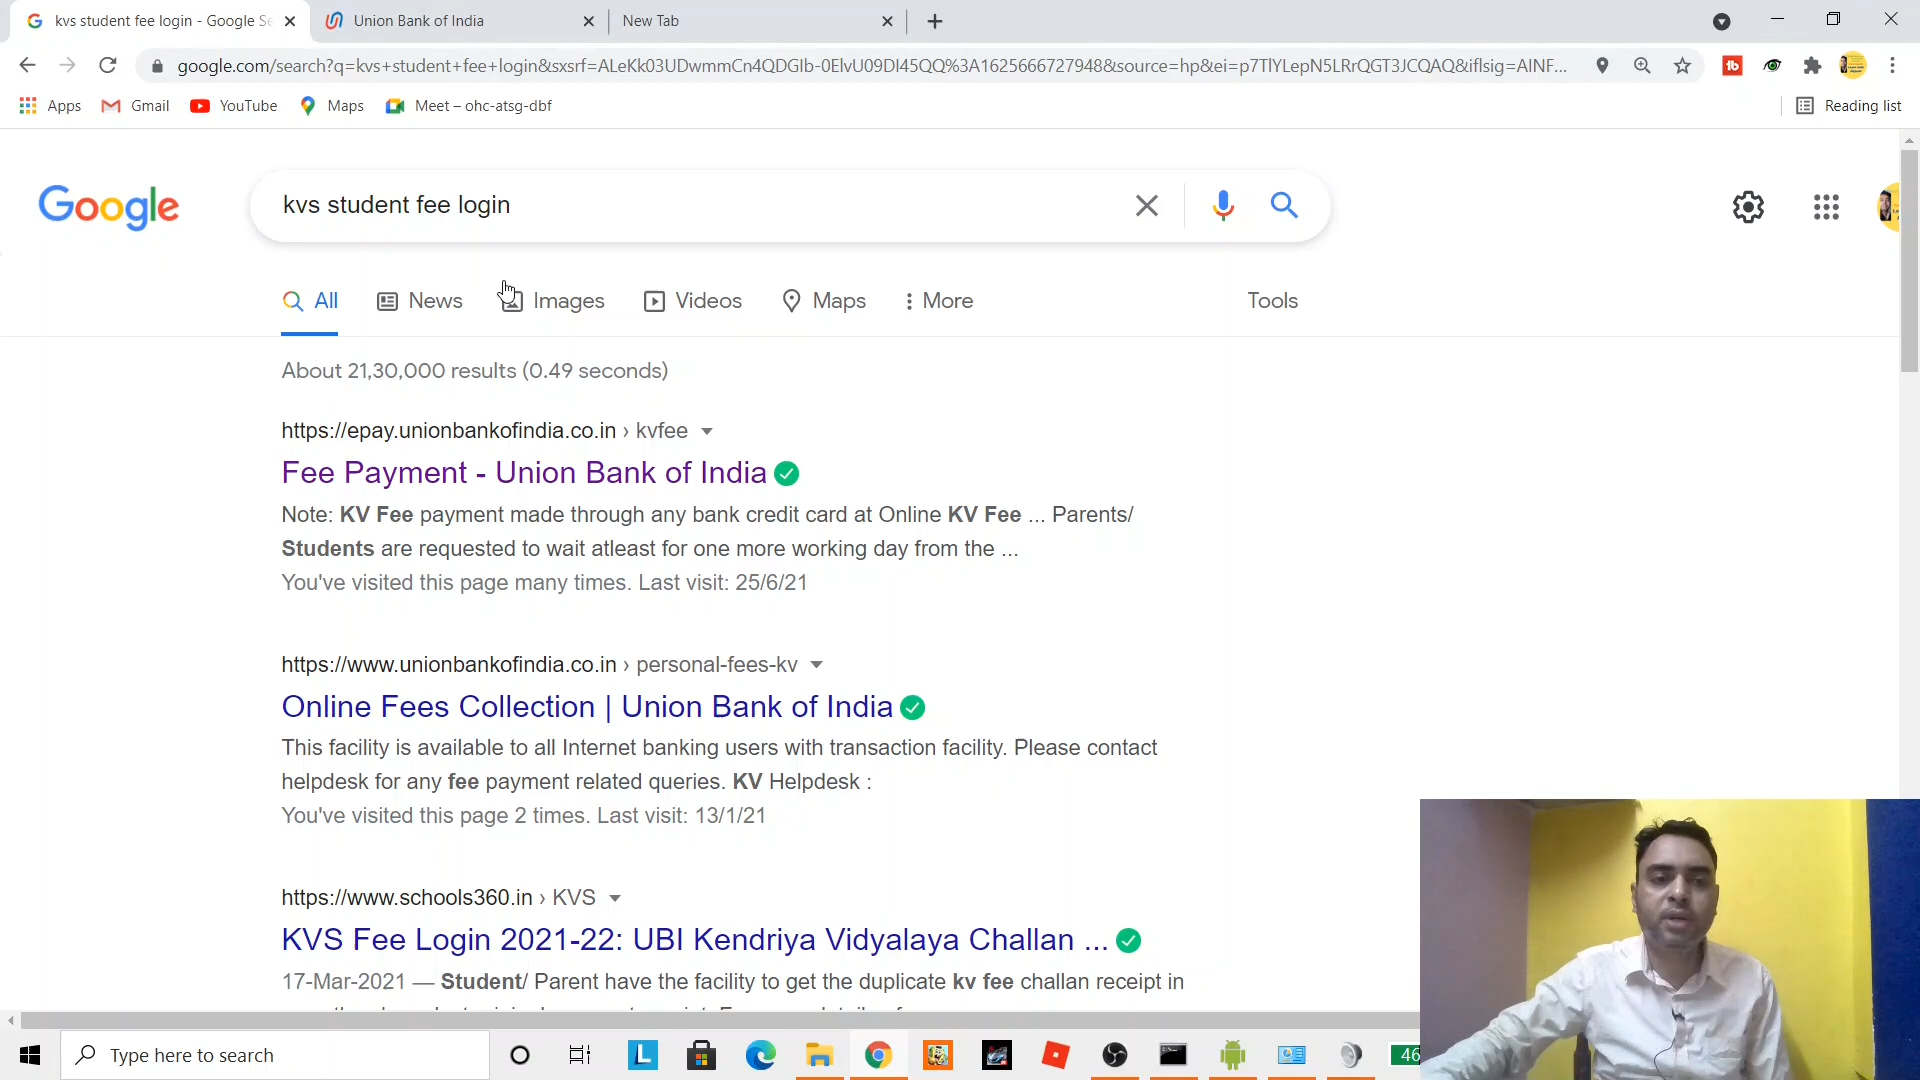 kvs student fee login - Google Se
Union Bank of India
New Tab
google.com/search?q=kvs+student+fee+login&sxsrf=ALeKk03UDwmmCn4QDGIb-0ElvU09DI45QQ%3A1625666727948&source=hp&ei=p7TlYLepN5LRrQGT3JCQAQ&iflsig=AINF...
Apps
Gmail
YouTube
Maps
Meet – ohc-atsg-dbf
Reading list
Google
kvs student fee login
All
News
Images
Videos
Maps
More
Tools
About 21,30,000 results (0.49 seconds)
https://epay.unionbankofindia.co.in › kvfee
Fee Payment - Union Bank of India
Note: KV Fee payment made through any bank credit card at Online KV Fee ... Parents/
Students are requested to wait atleast for one more working day from the ...
You've visited this page many times. Last visit: 25/6/21
https://www.unionbankofindia.co.in › personal-fees-kv
Online Fees Collection | Union Bank of India
This facility is available to all Internet banking users with transaction facility. Please contact
helpdesk for any fee payment related queries. KV Helpdesk :
You've visited this page 2 times. Last visit: 13/1/21
https://www.schools360.in › KVS
KVS Fee Login 2021-22: UBI Kendriya Vidyalaya Challan ...
17-Mar-2021 — Student/ Parent have the facility to get the duplicate kv fee challan receipt in
Type here to search
L
46